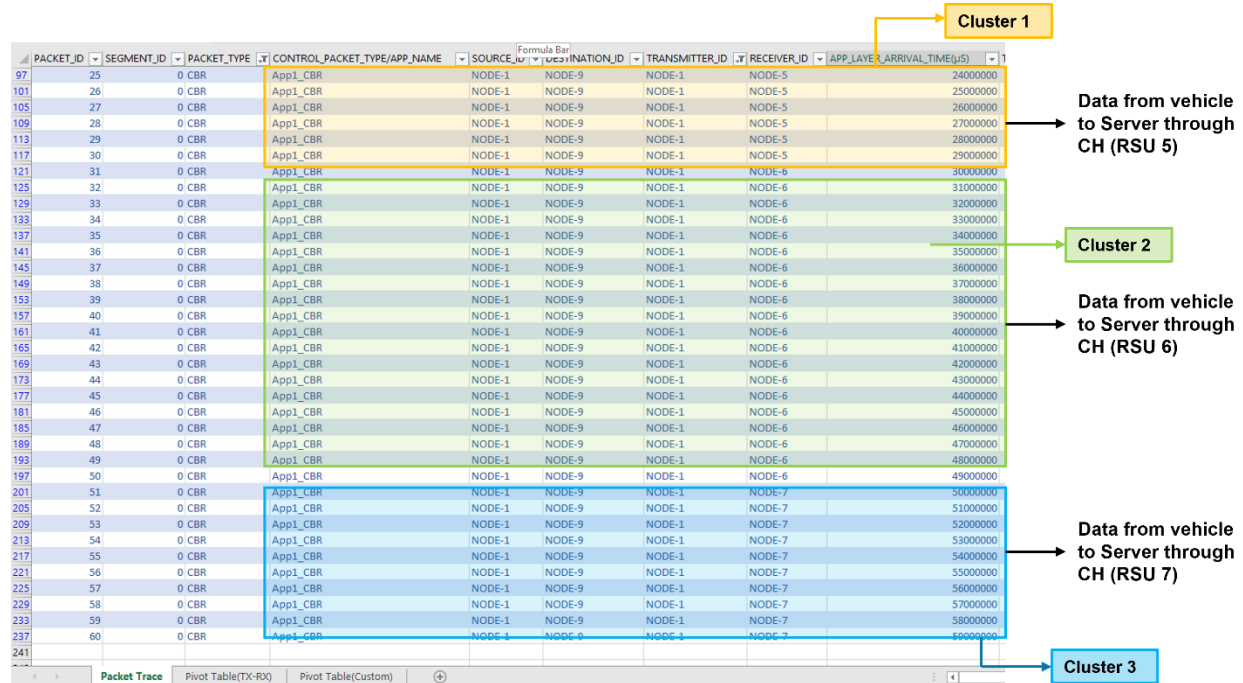 Cluster 1
Formula Bar
PACKET_ID SEGMENT_ID PACKET_TYPE CONTROL_PACKET_TYPE/APP_NAME SOURCE_ID DESTINATION_ID TRANSMITTER_ID RECEIVER_ID APP_LAYER_ARRIVAL_TIME(µS)
97 25 0 CBR App1_CBR NODE-1 NODE-9 NODE-1 NODE-5 24000000
101 26 0 CBR App1_CBR NODE-1 NODE-9 NODE-1 NODE-5 25000000
105 27 0 CBR App1_CBR NODE-1 NODE-9 NODE-1 NODE-5 26000000
109 28 0 CBR App1_CBR NODE-1 NODE-9 NODE-1 NODE-5 27000000
113 29 0 CBR App1_CBR NODE-1 NODE-9 NODE-1 NODE-5 28000000
117 30 0 CBR App1_CBR NODE-1 NODE-9 NODE-1 NODE-5 29000000
Data from vehicle
to Server through
CH (RSU 5)
121 31 0 CBR App1_CBR NODE-1 NODE-9 NODE-1 NODE-6 30000000
125 32 0 CBR App1_CBR NODE-1 NODE-9 NODE-1 NODE-6 31000000
129 33 0 CBR App1_CBR NODE-1 NODE-9 NODE-1 NODE-6 32000000
133 34 0 CBR App1_CBR NODE-1 NODE-9 NODE-1 NODE-6 33000000
137 35 0 CBR App1_CBR NODE-1 NODE-9 NODE-1 NODE-6 34000000
141 36 0 CBR App1_CBR NODE-1 NODE-9 NODE-1 NODE-6 35000000
145 37 0 CBR App1_CBR NODE-1 NODE-9 NODE-1 NODE-6 36000000
149 38 0 CBR App1_CBR NODE-1 NODE-9 NODE-1 NODE-6 37000000
153 39 0 CBR App1_CBR NODE-1 NODE-9 NODE-1 NODE-6 38000000
157 40 0 CBR App1_CBR NODE-1 NODE-9 NODE-1 NODE-6 39000000
161 41 0 CBR App1_CBR NODE-1 NODE-9 NODE-1 NODE-6 40000000
165 42 0 CBR App1_CBR NODE-1 NODE-9 NODE-1 NODE-6 41000000
169 43 0 CBR App1_CBR NODE-1 NODE-9 NODE-1 NODE-6 42000000
173 44 0 CBR App1_CBR NODE-1 NODE-9 NODE-1 NODE-6 43000000
177 45 0 CBR App1_CBR NODE-1 NODE-9 NODE-1 NODE-6 44000000
181 46 0 CBR App1_CBR NODE-1 NODE-9 NODE-1 NODE-6 45000000
185 47 0 CBR App1_CBR NODE-1 NODE-9 NODE-1 NODE-6 46000000
189 48 0 CBR App1_CBR NODE-1 NODE-9 NODE-1 NODE-6 47000000
193 49 0 CBR App1_CBR NODE-1 NODE-9 NODE-1 NODE-6 48000000
197 50 0 CBR App1_CBR NODE-1 NODE-9 NODE-1 NODE-6 49000000
Cluster 2
Data from vehicle
to Server through
CH (RSU 6)
201 51 0 CBR App1_CBR NODE-1 NODE-9 NODE-1 NODE-7 50000000
205 52 0 CBR App1_CBR NODE-1 NODE-9 NODE-1 NODE-7 51000000
209 53 0 CBR App1_CBR NODE-1 NODE-9 NODE-1 NODE-7 52000000
213 54 0 CBR App1_CBR NODE-1 NODE-9 NODE-1 NODE-7 53000000
217 55 0 CBR App1_CBR NODE-1 NODE-9 NODE-1 NODE-7 54000000
221 56 0 CBR App1_CBR NODE-1 NODE-9 NODE-1 NODE-7 55000000
225 57 0 CBR App1_CBR NODE-1 NODE-9 NODE-1 NODE-7 56000000
229 58 0 CBR App1_CBR NODE-1 NODE-9 NODE-1 NODE-7 57000000
233 59 0 CBR App1_CBR NODE-1 NODE-9 NODE-1 NODE-7 58000000
237 60 0 CBR App1_CBR NODE-1 NODE-9 NODE-1 NODE-7 59000000
241
Data from vehicle
to Server through
CH (RSU 7)
Cluster 3
Packet Trace Pivot Table(TX-RX) Pivot Table(Custom)